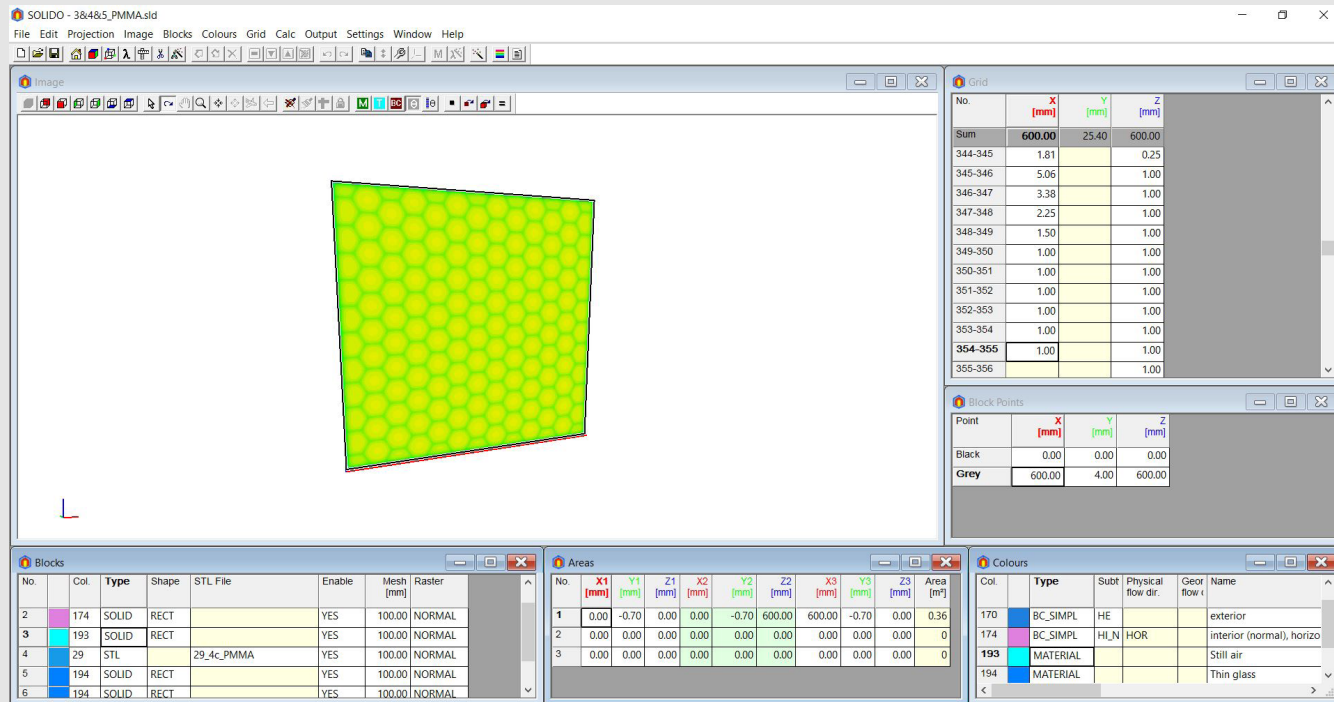 SOLIDO - 3&4&5_PMMA.sld
File Edit Projection Image Blocks Colours Grid Calc Output Settings Window Help
Image
M T BC
Grid
No. X [mm] Y [mm] Z [mm]
Sum 600.00 25.40 600.00
344-345 1.81 0.25
345-346 5.06 1.00
346-347 3.38 1.00
347-348 2.25 1.00
348-349 1.50 1.00
349-350 1.00 1.00
350-351 1.00 1.00
351-352 1.00 1.00
352-353 1.00 1.00
353-354 1.00 1.00
354-355 1.00 1.00
355-356 1.00
Block Points
Point X [mm] Y [mm] Z [mm]
Black 0.00 0.00 0.00
Grey 600.00 4.00 600.00
Blocks
No. Col. Type Shape STL File Enable Mesh [mm] Raster
2 174 SOLID RECT YES 100.00 NORMAL
3 193 SOLID RECT YES 100.00 NORMAL
4 29 STL 29_4c_PMMA YES 100.00 NORMAL
5 194 SOLID RECT YES 100.00 NORMAL
6 194 SOLID RECT YES 100.00 NORMAL
Areas
No. X1 [mm] Y1 [mm] Z1 [mm] X2 [mm] Y2 [mm] Z2 [mm] X3 [mm] Y3 [mm] Z3 [mm] Area [m²]
1 0.00 -0.70 0.00 0.00 -0.70 600.00 600.00 -0.70 0.00 0.36
2 0.00 0.00 0.00 0.00 0.00 0.00 0.00 0.00 0.00 0
3 0.00 0.00 0.00 0.00 0.00 0.00 0.00 0.00 0.00 0
Colours
Col. Type Subt Physical flow dir. Geor flow Name
170 BC_SIMPL HE exterior
174 BC_SIMPL HI_N HOR interior (normal), horizo
193 MATERIAL Still air
194 MATERIAL Thin glass